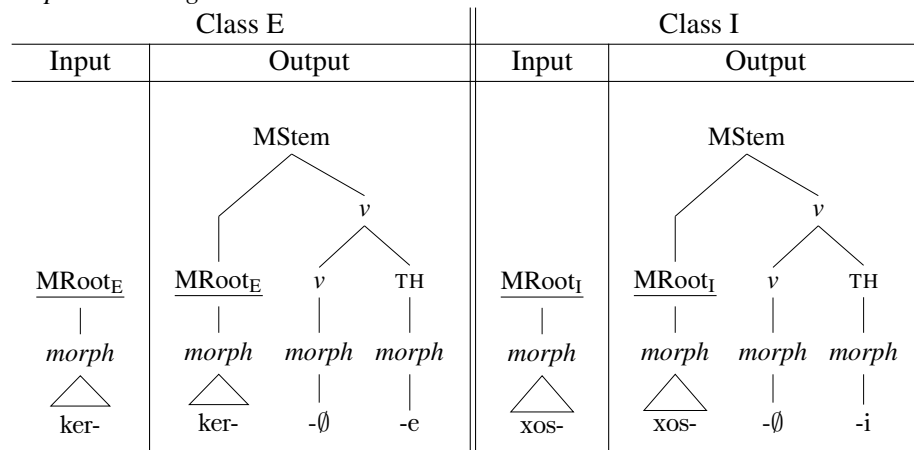 Class E Class I
Input Output Input Output
MStem MStem
v v
MRoot_E MRoot_E v TH MRoot_I MRoot_I v TH
morph morph morph morph morph morph morph morph
ker- ker- -∅ -e xos- xos- -∅ -i